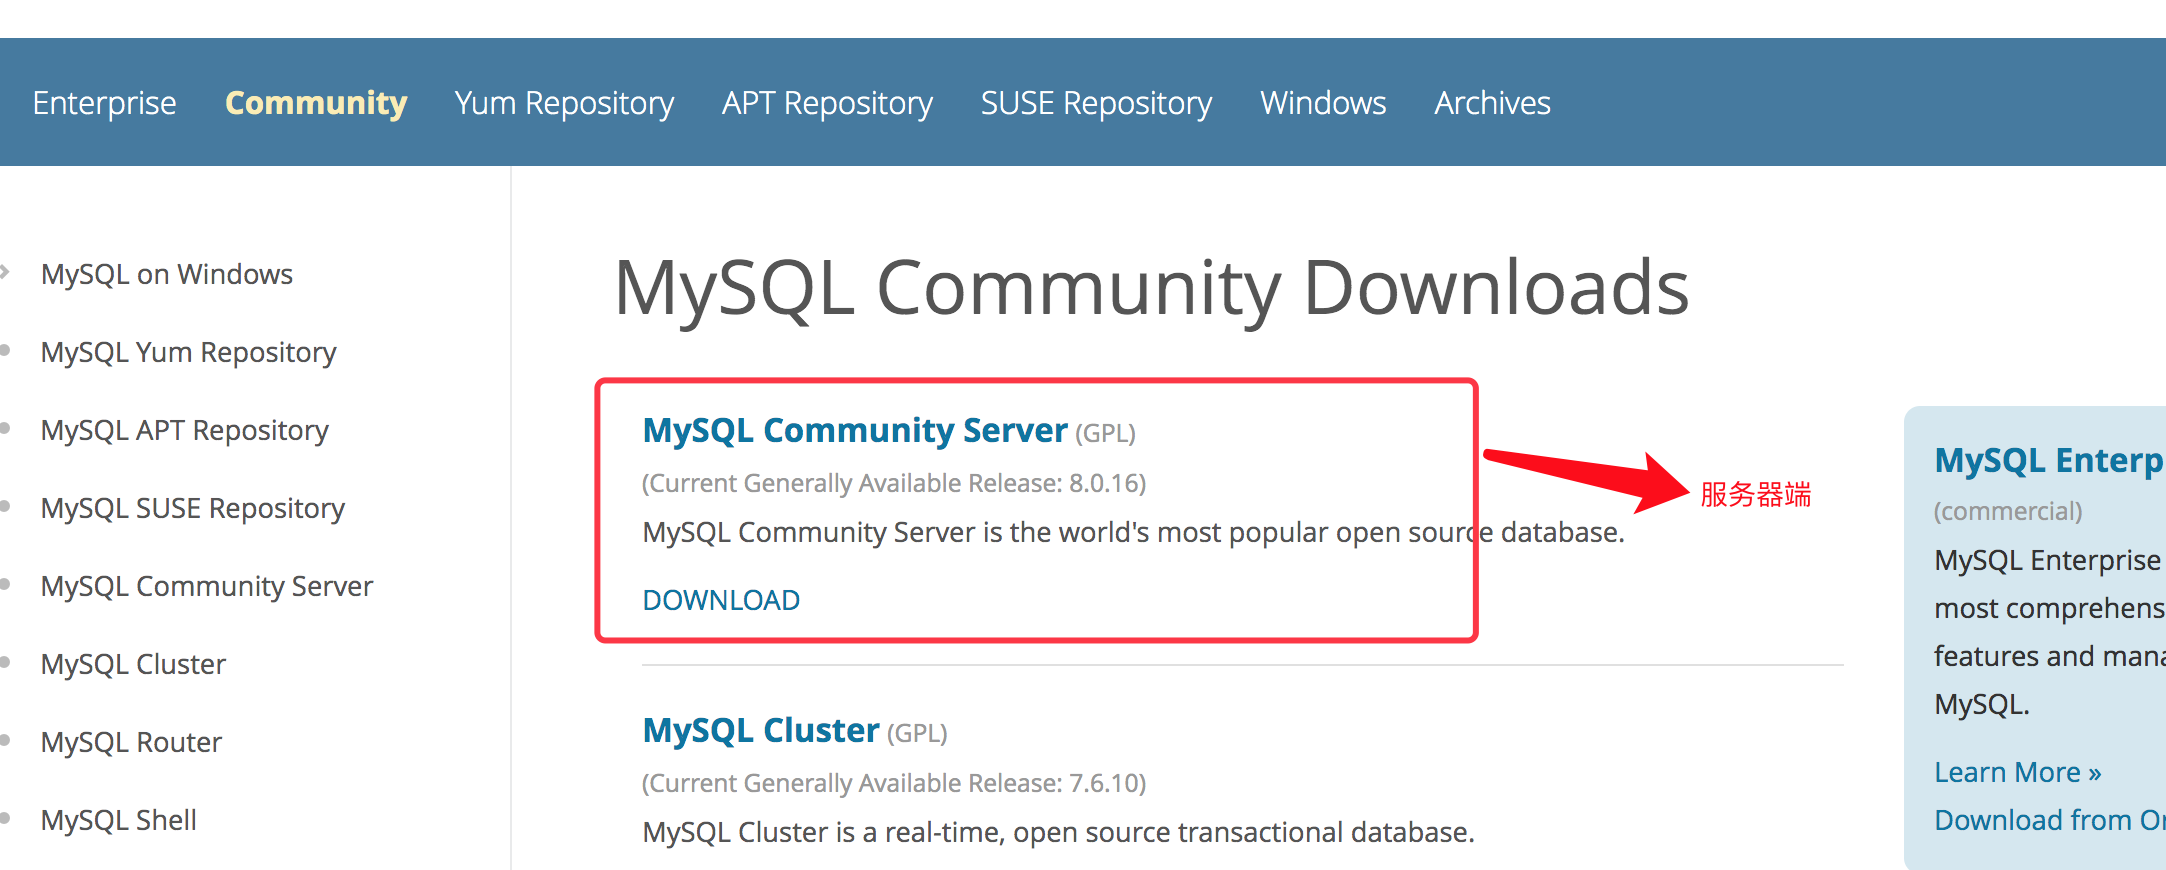 Enterprise Community Yum Repository APT Repository SUSE Repository Windows Archives
MySQL on Windows
MySQL Yum Repository
MySQL APT Repository
MySQL SUSE Repository
MySQL Community Server
MySQL Cluster
MySQL Router
MySQL Shell
MySQL Community Downloads
MySQL Community Server (GPL)
(Current Generally Available Release: 8.0.16)
MySQL Community Server is the world's most popular open source database.
DOWNLOAD
服务器端
MySQL Cluster (GPL)
(Current Generally Available Release: 7.6.10)
MySQL Cluster is a real-time, open source transactional database.
MySQL Enterp
(commercial)
MySQL Enterprise
most comprehens
features and mana
MySQL.
Learn More »
Download from Or